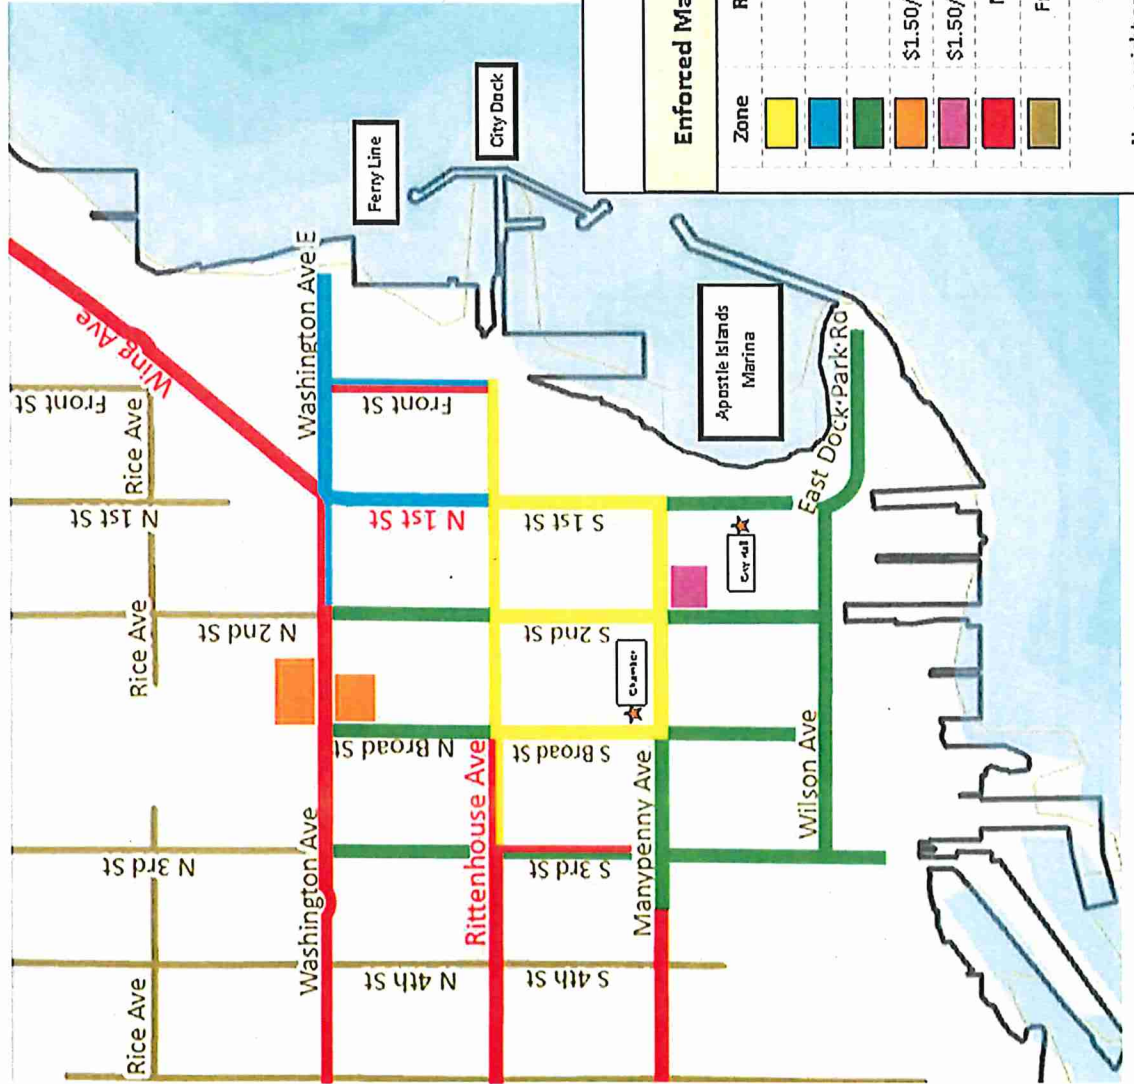 Wing Ave
Front St
Rice Ave
N 1st St
Rice Ave
N 2nd St
N 3rd St
Rice Ave
Washington Ave E
Washington Ave
Front St
N 1st St
N Broad St
N 4th St
Rittenhouse Ave
S 1st St
S 2nd St
S Broad St
S 3rd St
S 4th St
Manypenny Ave
Chamber
City Hall
Wilson Ave
East Dock Park Rd
Ferry Line
City Dock
Apostle Islands
Marina
Enforced Ma
Zone R
$1.50/
$1.50/